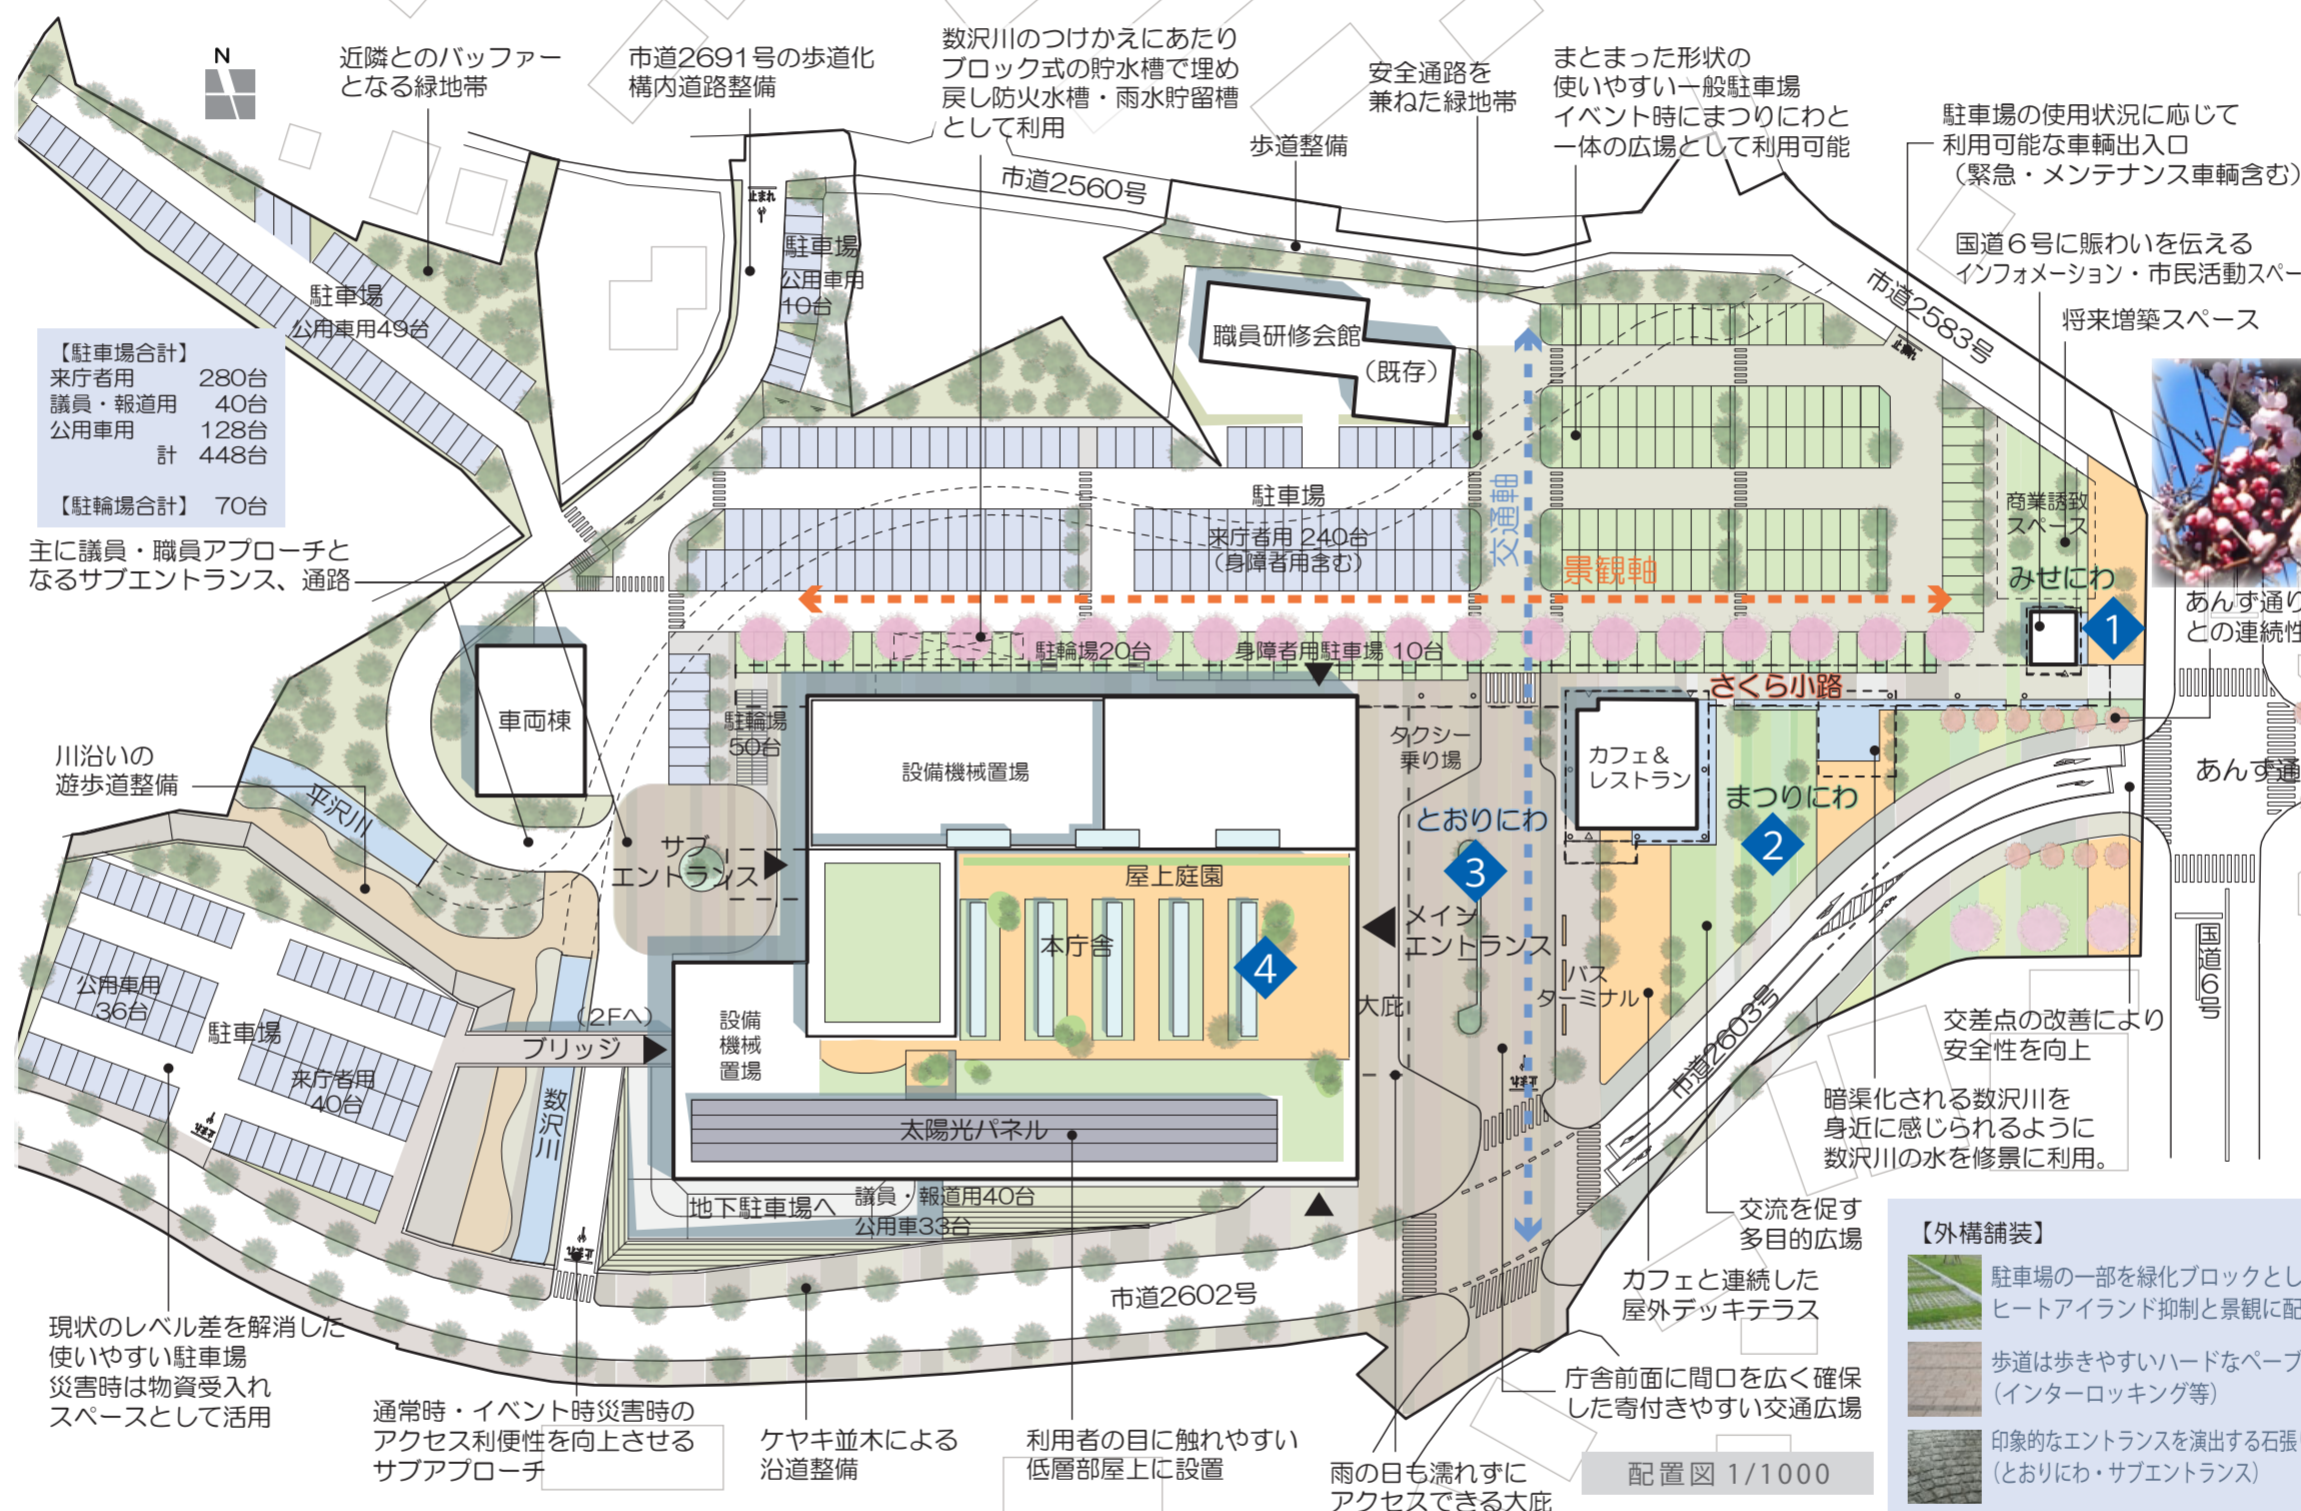 N
近隣とのバッファー
となる緑地帯
市道2691号の歩道化
構内道路整備
数沢川のつけかえにあたり
ブロック式の貯水槽で埋め
戻し防火水槽・雨水貯留槽
として利用
歩道整備
安全通路を
兼ねた緑地帯
まとまった形状の
使いやすい一般駐車場
イベント時にまつりにわと
一体の広場として利用可能
駐車場の使用状況に応じて
利用可能な車輌出入口
(緊急・メンテナンス車輌含む)
国道6号に賑わいを伝える
インフォメーション・市民活動スペー
将来増築スペース
市道2560号
市道2583号
止まれ
止まれ
駐車場
公用車用
10台
駐車場
公用車用49台
【駐車場合計】
来庁者用 280台
議員・報道用 40台
公用車用 128台
計 448台
【駐輪場合計】 70台
職員研修会館
(既存)
交通軸
景観軸
駐車場
来庁者用 240台
(身障者用含む)
商業誘致
スペース
みせにわ
1
あんず通り
との連続性
主に議員・職員アプローチと
なるサブエントランス、通路
駐輪場20台
身障者用駐車場 10台
さくら小路
車両棟
駐輪場
50台
設備機械置場
タクシー
乗り場
カフェ&
レストラン
まつりにわ
2
とおりにわ
3
あんず通
川沿いの
遊歩道整備
平沢川
サブ
エントランス
屋上庭園
本庁舎
4
メイン
エントランス
バス
ターミナル
大庇
国道6号
公用車用
36台
駐車場
来庁者用
40台
止まれ
(2Fへ)
ブリッジ
設備
機械
置場
数沢川
太陽光パネル
止まれ
市道2603号
交差点の改善により
安全性を向上
暗渠化される数沢川を
身近に感じられるように
数沢川の水を修景に利用。
地下駐車場へ
議員・報道用40台
公用車33台
止まれ
市道2602号
交流を促す
多目的広場
カフェと連続した
屋外デッキテラス
庁舎前面に間口を広く確保
した寄付きやすい交通広場
現状のレベル差を解消した
使いやすい駐車場
災害時は物資受入れ
スペースとして活用
通常時・イベント時災害時の
アクセス利便性を向上させる
サブアプローチ
ケヤキ並木による
沿道整備
利用者の目に触れやすい
低層部屋上に設置
雨の日も濡れずに
アクセスできる大庇
配置図 1/1000
【外構舗装】
駐車場の一部を緑化ブロックとし
ヒートアイランド抑制と景観に配
歩道は歩きやすいハードなペーブ
(インターロッキング等)
印象的なエントランスを演出する石張
(とおりにわ・サブエントランス)